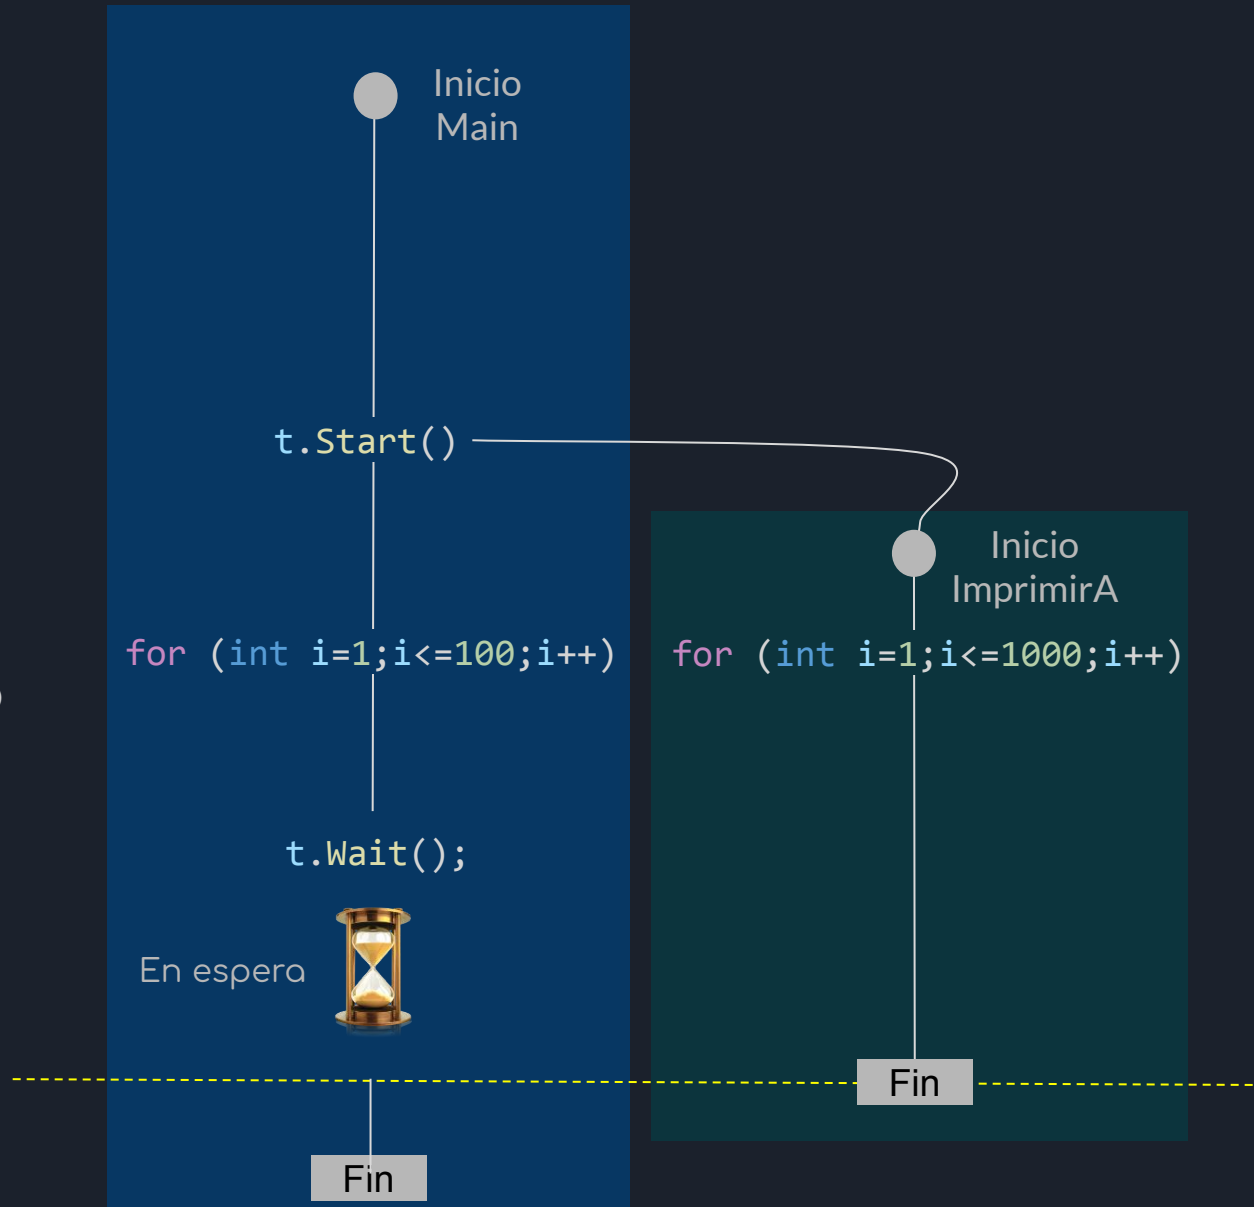 Inicio
Main
t.Start()
Inicio
ImprimirA
for (int i=1;i<=100;i++)
for (int i=1;i<=1000;i++)
)
t.Wait();
En espera
Fin
Fin